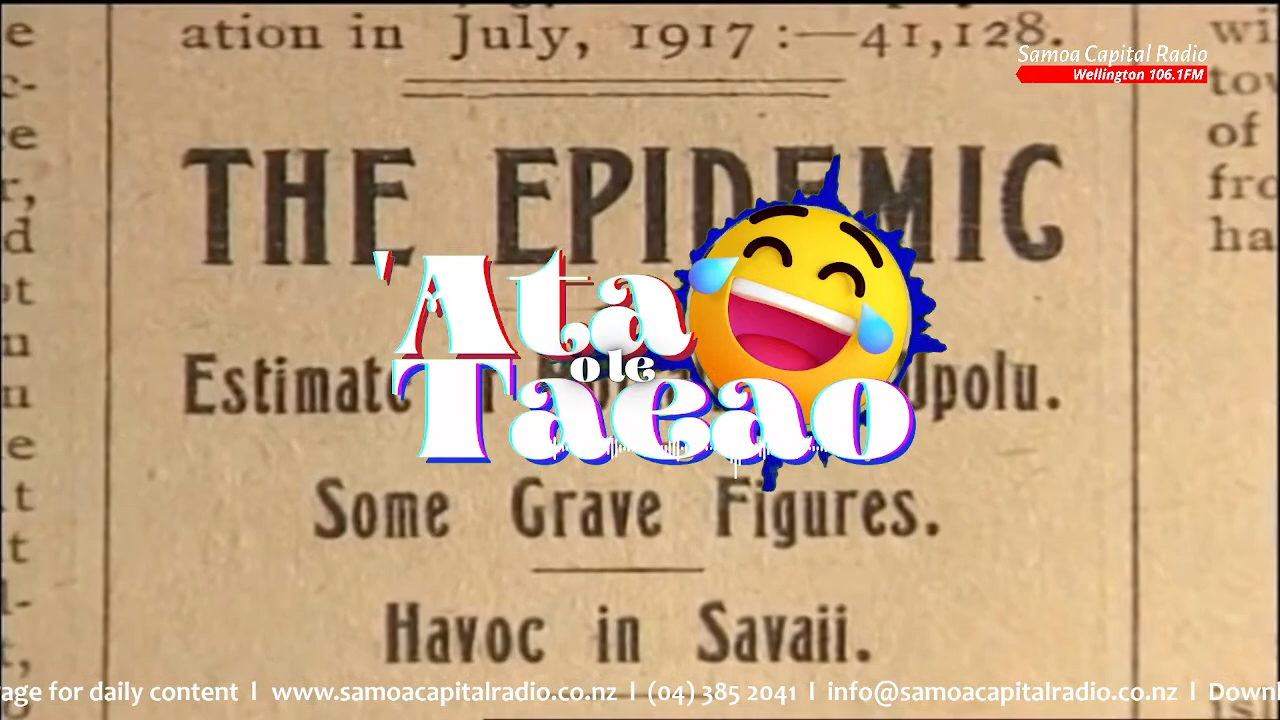 ation in July, 1917 :—41,128.
Samoa Capital Radio
Wellington 106.1FM
THE EPIDEMIC
'Ata
o le
Taeao
Estimate Upolu.
Some Grave Figures.
Havoc in Savaii.
age for daily content | www.samoacapitalradio.co.nz | (04) 385 2041 | info@samoacapitalradio.co.nz | Downl